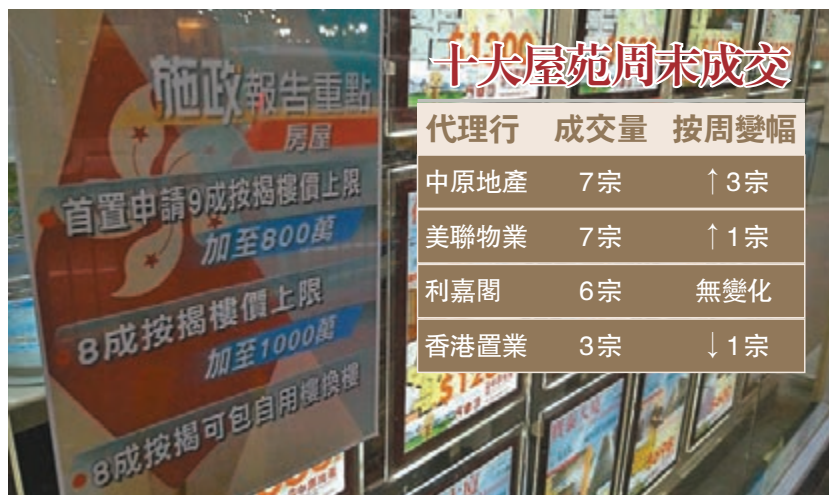 施政報告重點
房屋
首置申請9成按揭樓價上限
加至800萬
8成按揭樓價上限
加至1000萬
8成按揭可包自用樓換樓
十大屋苑周末成交
代理行 成交量 按周變幅
中原地產 7宗 ↑3宗
美聯物業 7宗 ↑1宗
利嘉閣 6宗 無變化
香港置業 3宗 ↓1宗